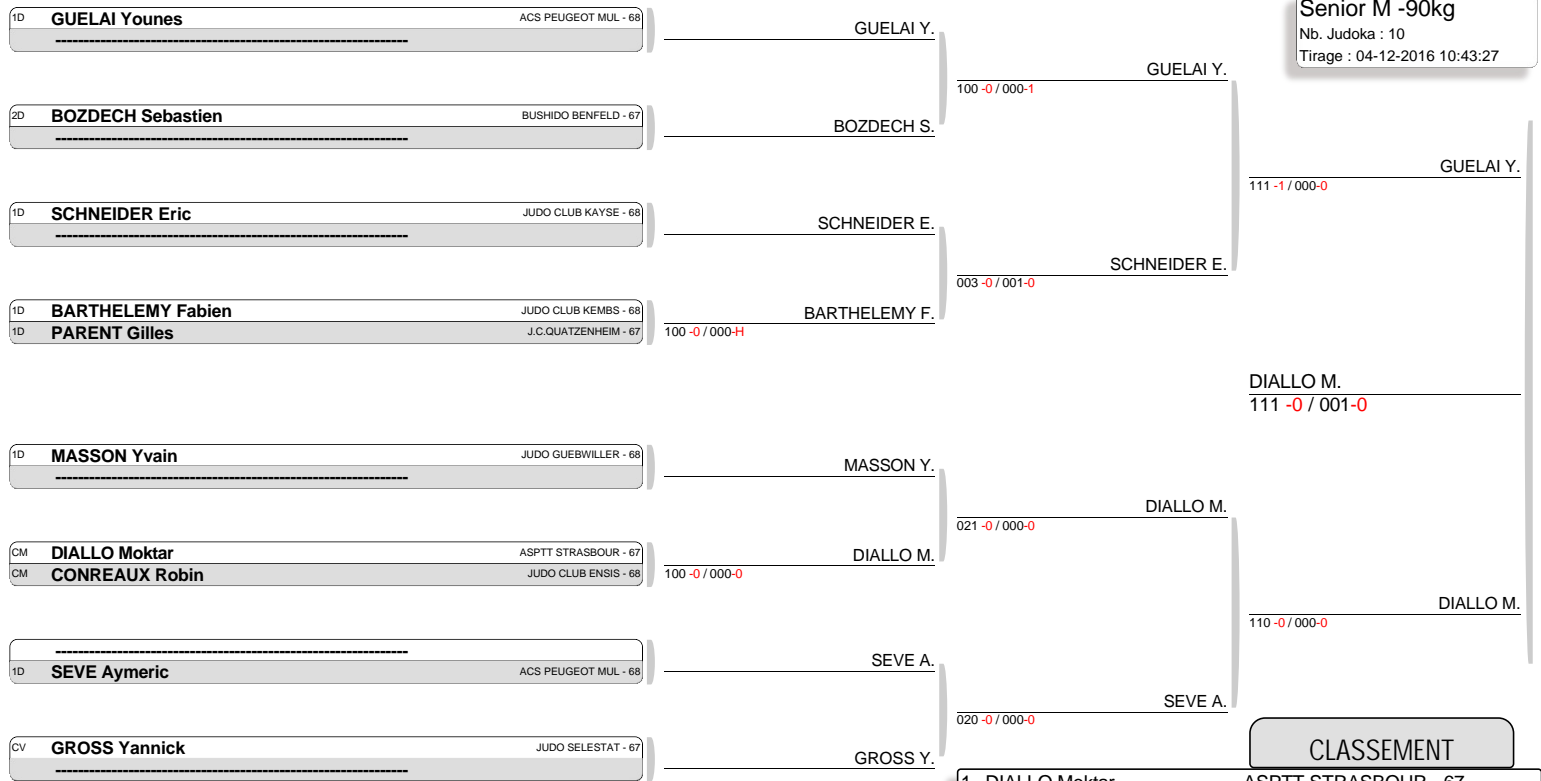 Senior M -90kg
Nb. Judoka : 10
Tirage : 04-12-2016 10:43:27
1D GUELAI Younes ACS PEUGEOT MUL - 68
----------------------------------------------------------------
2D BOZDECH Sebastien BUSHIDO BENFELD - 67
----------------------------------------------------------------
1D SCHNEIDER Eric JUDO CLUB KAYSE - 68
----------------------------------------------------------------
1D BARTHELEMY Fabien JUDO CLUB KEMBS - 68
1D PARENT Gilles J.C.QUATZENHEIM - 67
1D MASSON Yvain JUDO GUEBWILLER - 68
----------------------------------------------------------------
CM DIALLO Moktar ASPTT STRASBOUR - 67
CM CONREAUX Robin JUDO CLUB ENSIS - 68
----------------------------------------------------------------
1D SEVE Aymeric ACS PEUGEOT MUL - 68
CV GROSS Yannick JUDO SELESTAT - 67
----------------------------------------------------------------
GUELAI Y.
BOZDECH S.
SCHNEIDER E.
BARTHELEMY F.
100 -0 / 000-H
MASSON Y.
DIALLO M.
100 -0 / 000-0
SEVE A.
GROSS Y.
GUELAI Y.
100 -0 / 000-1
SCHNEIDER E.
003 -0 / 001-0
DIALLO M.
021 -0 / 000-0
SEVE A.
020 -0 / 000-0
GUELAI Y.
111 -1 / 000-0
DIALLO M.
111 -0 / 001-0
DIALLO M.
110 -0 / 000-0
CLASSEMENT
1 DIALLO Moktar ASPTT STRASBOUR - 67